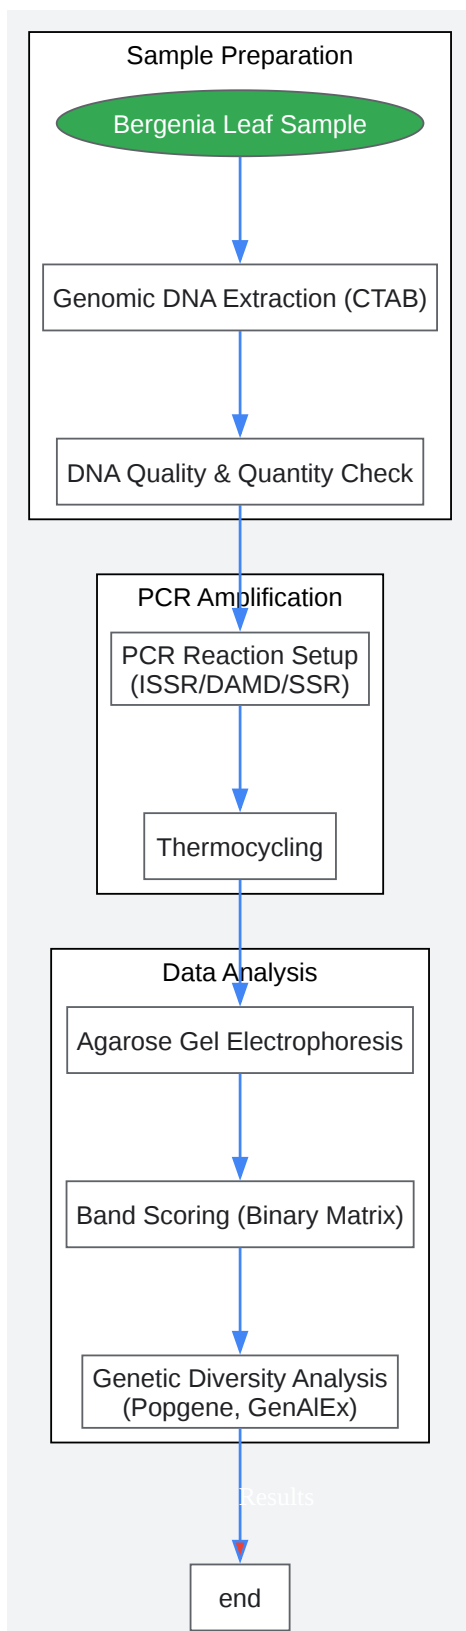 Sample Preparation
Bergenia Leaf Sample
Genomic DNA Extraction (CTAB)
DNA Quality & Quantity Check
PCR Amplification
PCR Reaction Setup
(ISSR/DAMD/SSR)
Thermocycling
Data Analysis
Agarose Gel Electrophoresis
Band Scoring (Binary Matrix)
Genetic Diversity Analysis
(Popgene, GenAlEx)
Results
end